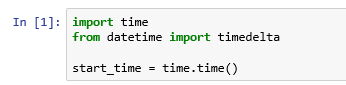 In [1]: import time
from datetime import timedelta
start_time = time.time()